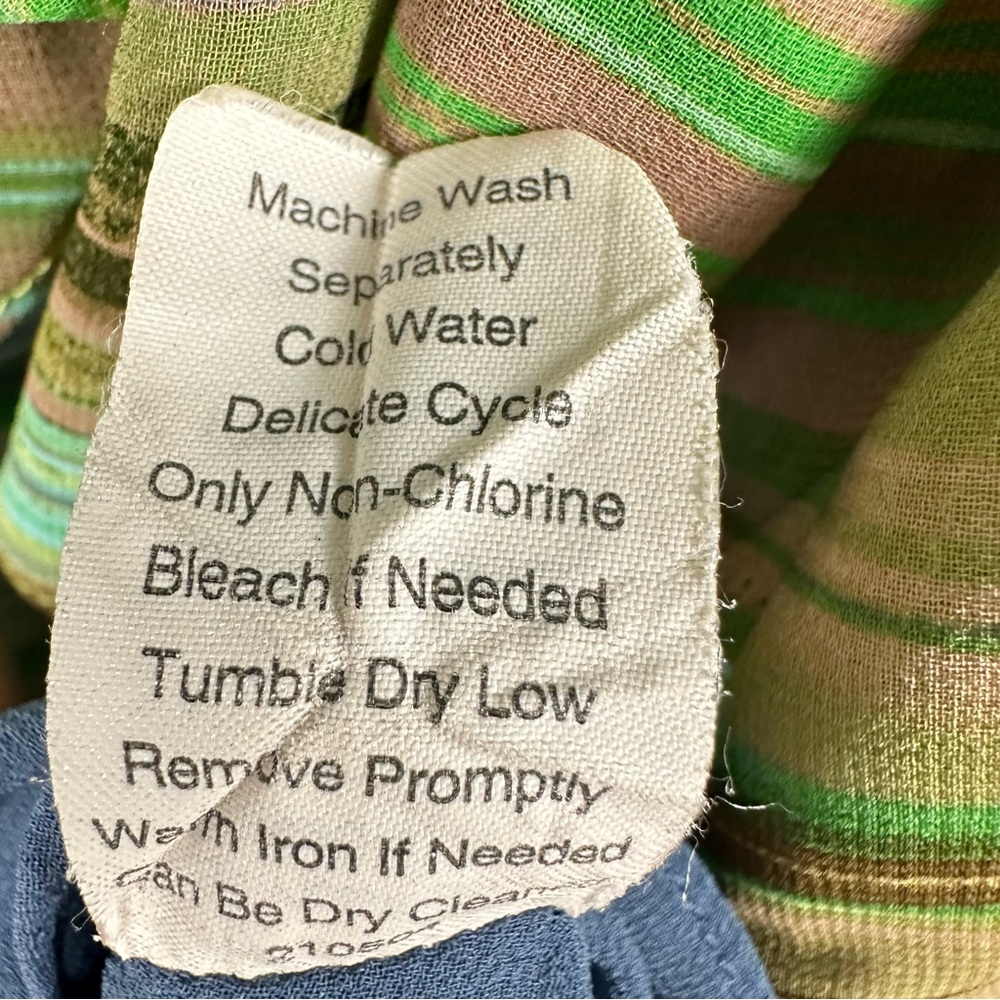 Machine Wash
Separately
Cold Water
Delicate Cycle
Only Non-Chlorine
Bleach If Needed
Tumble Dry Low
Remove Promptly
Warm Iron If Needed
Can Be Dry Cleaned